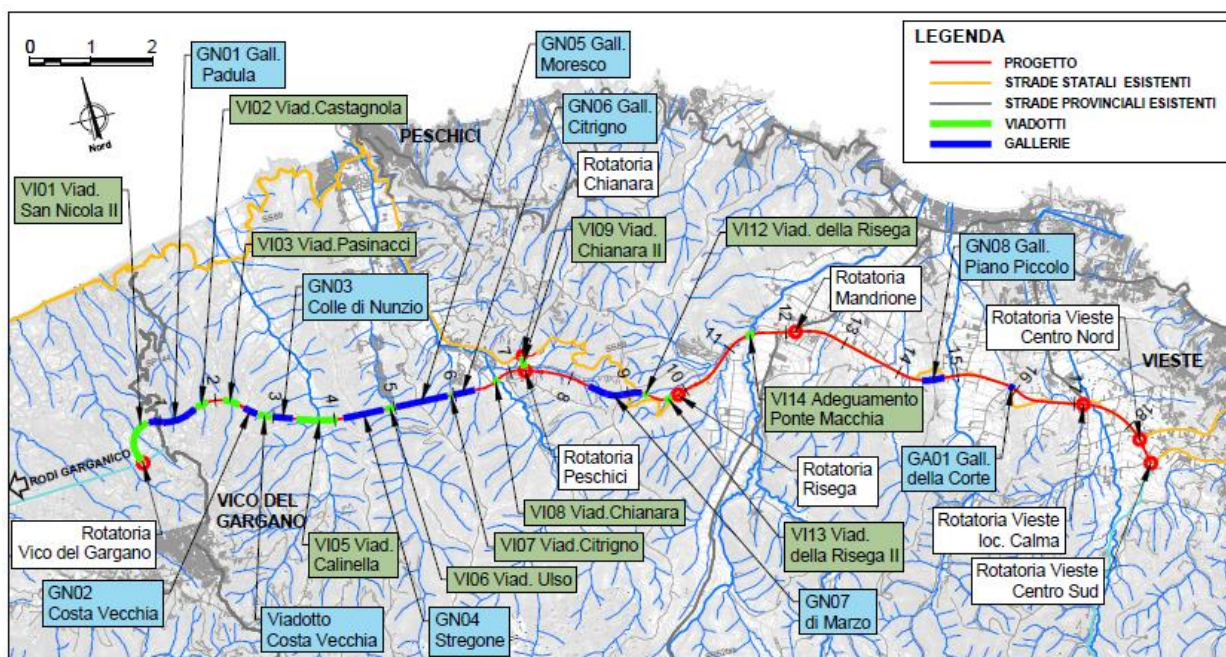 0 1 2
Nord
LEGENDA
PROGETTO
STRADE STATALI ESISTENTI
STRADE PROVINCIALI ESISTENTI
VIADOTTI
GALLERIE
GN01 Gall.
Padula
GN05 Gall.
Moresco
VI02 Viad.Castagnola
GN06 Gall.
Citrigno
PESCHICI
Rotatoria
Chianara
VI01 Viad.
San Nicola II
VI03 Viad.Pasinacci
VI09 Viad.
Chianara II
VI12 Viad. della Risega
GN08 Gall.
Piano Piccolo
GN03
Colle di Nunzio
Rotatoria
Mandrione
Rotatoria Vieste
Centro Nord
VIESTE
SS89
SS89
2
3
4
5
6
7
8
9
10
11
12
13
14
15
16
17
18
RODI GARGANICO
VICO DEL
GARGANO
Rotatoria
Vico del Gargano
VI05 Viad.
Calinella
VI08 Viad.Chianara
VI07 Viad.Citrigno
VI06 Viad. Ulso
Rotatoria
Peschici
Rotatoria
Risega
VI14 Adeguamento
Ponte Macchia
GA01 Gall.
della Corte
VI13 Viad.
della Risega II
Rotatoria Vieste
loc. Calma
Rotatoria Vieste
Centro Sud
GN02
Costa Vecchia
Viadotto
Costa Vecchia
GN04
Stregone
GN07
di Marzo